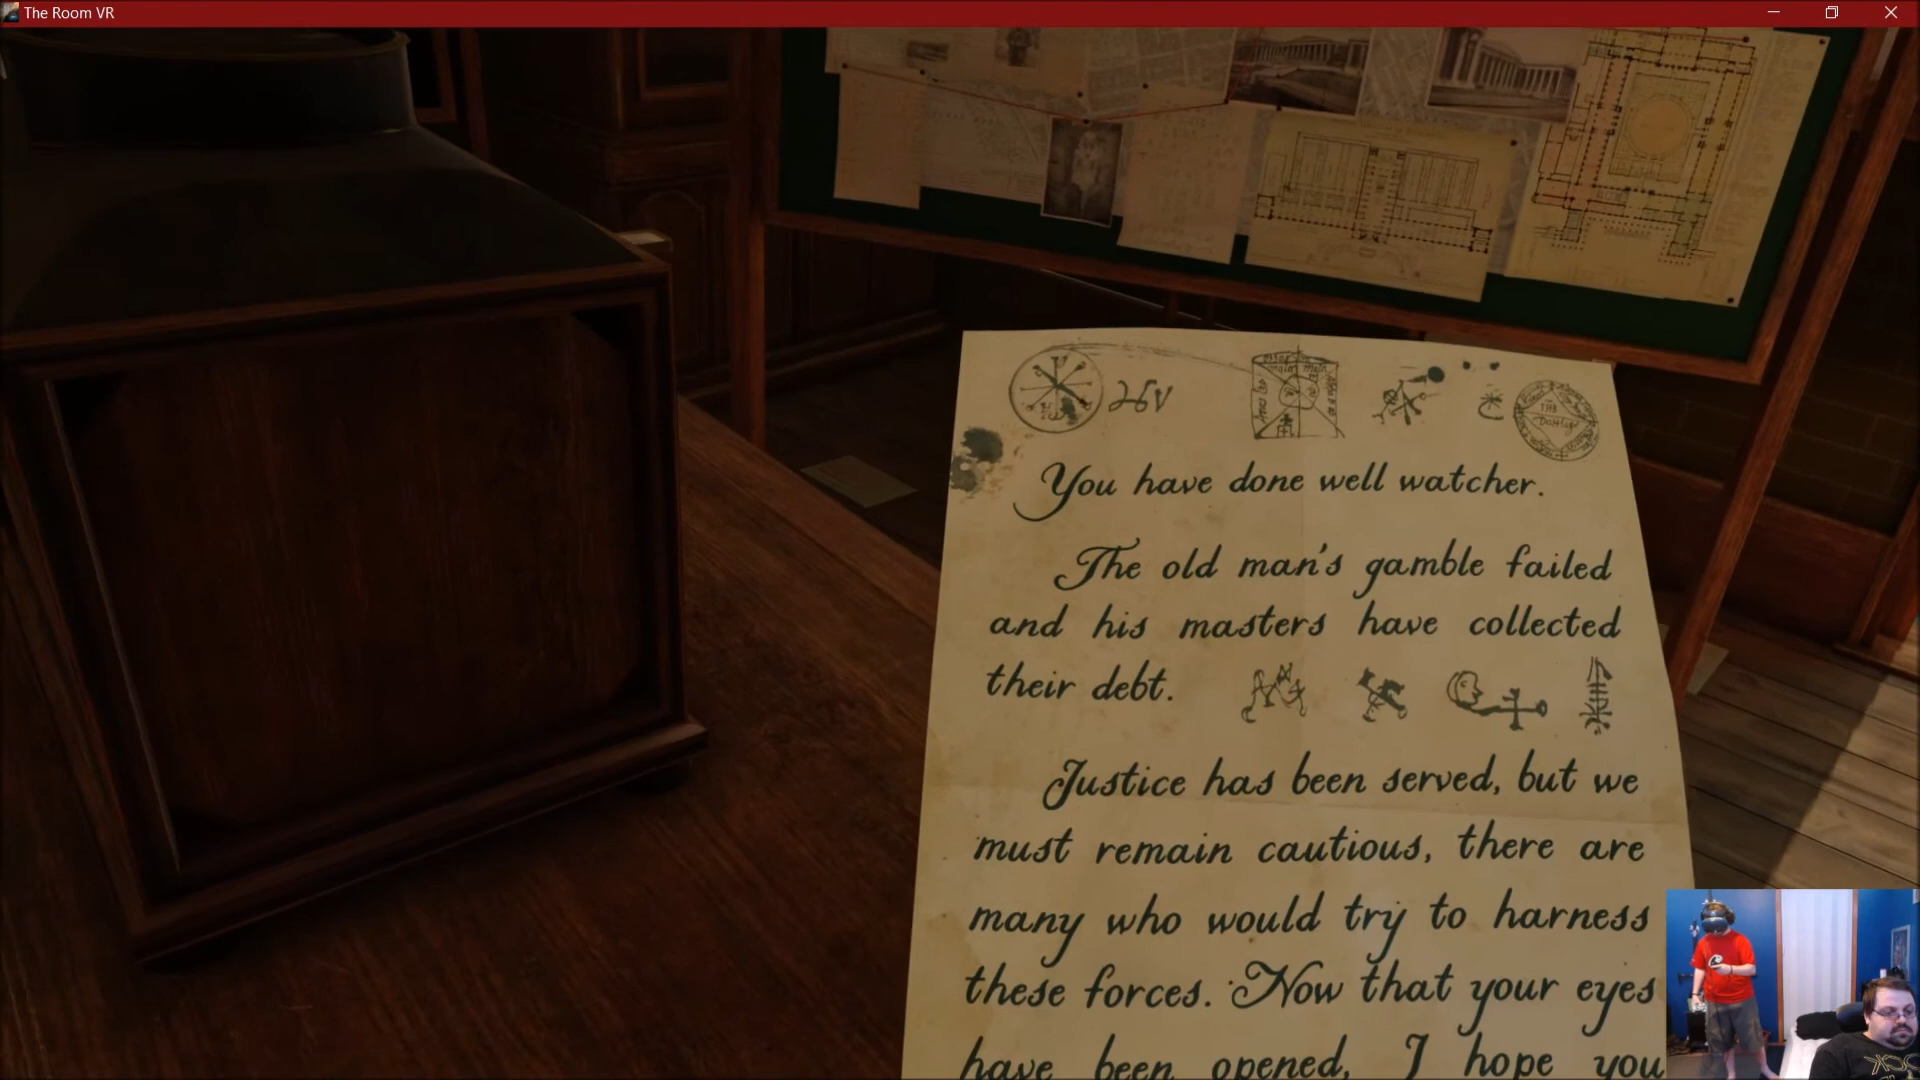 The Room VR
You have done well watcher.
The old man's gamble failed
and his masters have collected
their debt.
Justice has been served, but we
must remain cautious, there are
many who would try to harness
these forces. Now that your eyes
have been opened, I hope you